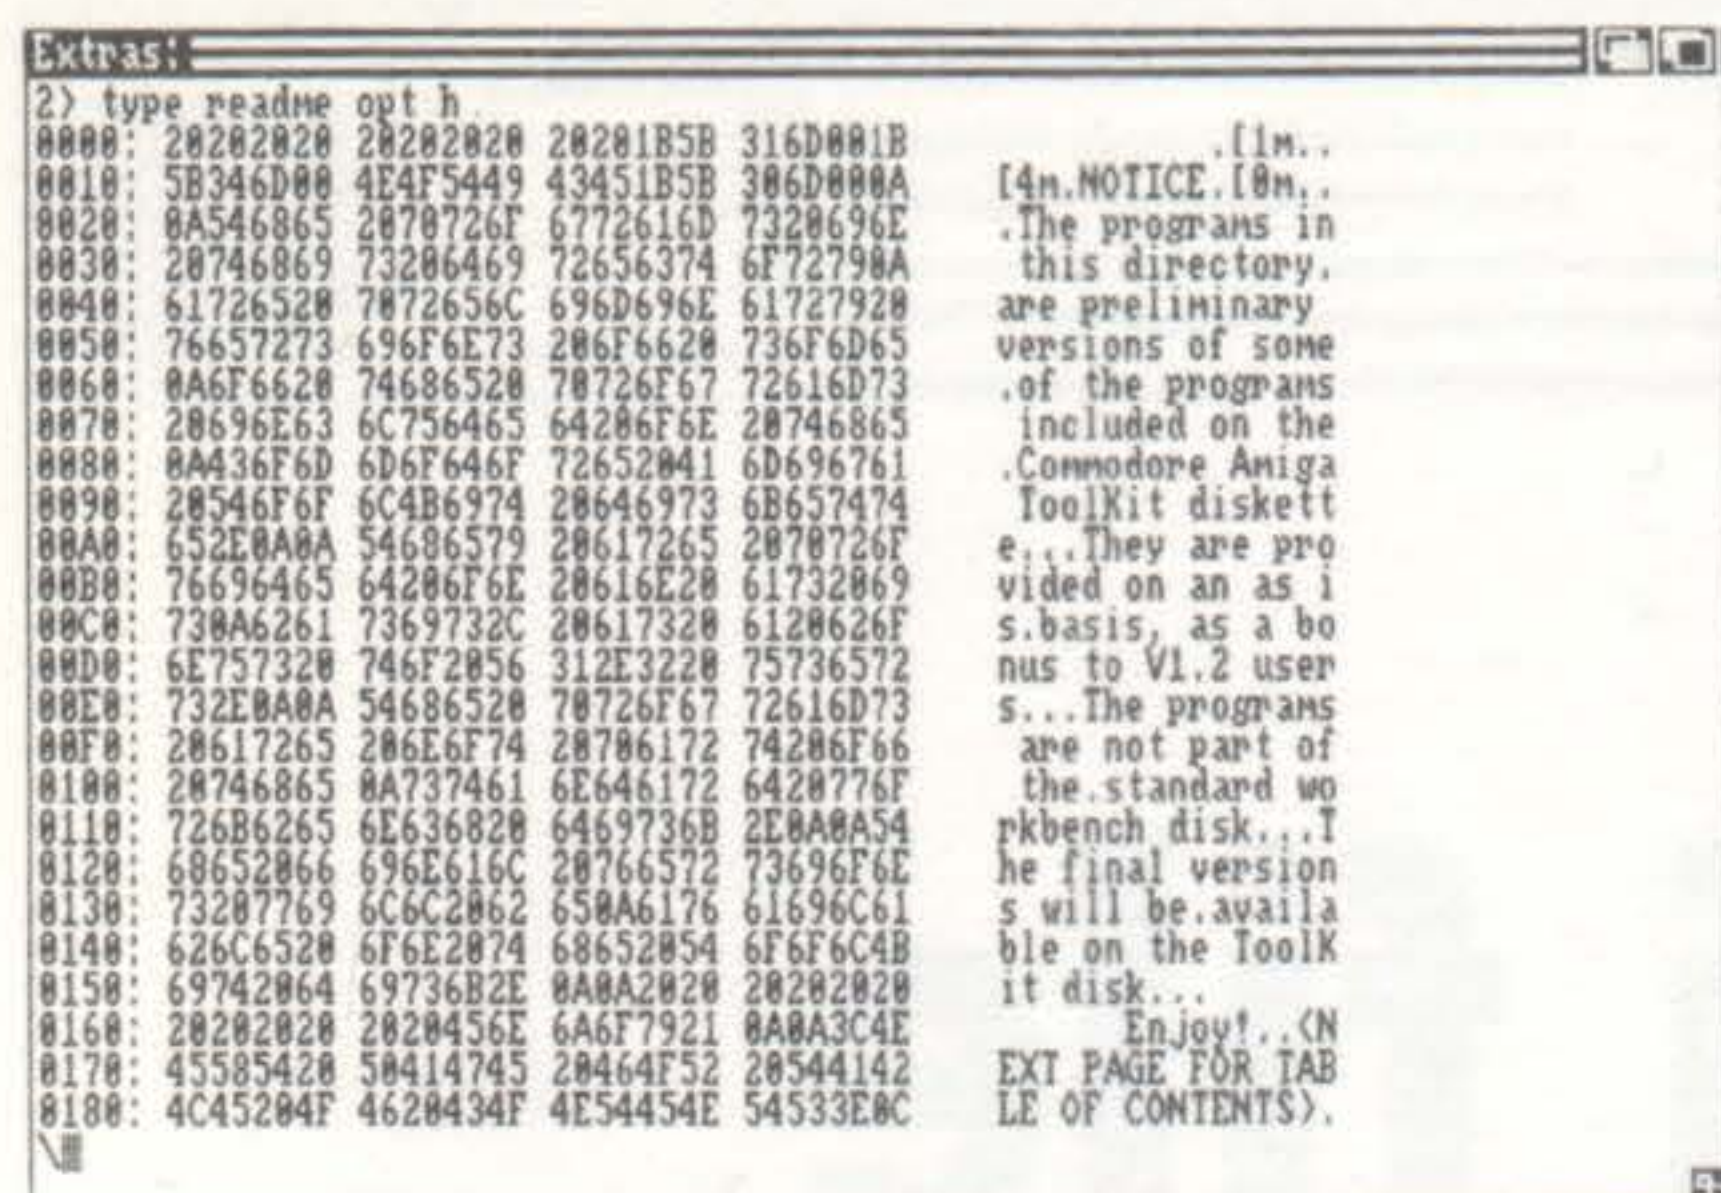 Extras:
2> type readme opt h
0000: 20202020 20202020 20201B5B 316D001B          .[1m..
0010: 5B346D00 4E4F5449 43451B5B 306D000A [4m.NOTICE.[0m..
0020: 0A546865 2070726F 6772616D 7320696E .The programs in
0030: 20746869 73206469 72656374 6F72790A  this directory.
0040: 61726520 7072656C 696D696E 61727920 are preliminary
0050: 76657273 696F6E73 206F6620 736F6D65 versions of some
0060: 0A6F6620 74686520 70726F67 72616D73 .of the programs
0070: 20696E63 6C756465 64206F6E 20746865  included on the
0080: 0A436F6D 6D6F646F 72652041 6D696761 .Commodore Amiga
0090: 20546F6F 6C4B6974 20646973 6B657474  ToolKit diskett
00A0: 652E0A0A 54686579 20617265 2070726F e...They are pro
00B0: 76696465 64206F6E 20616E20 61732069 vided on an as i
00C0: 730A6261 7369732C 20617320 6120626F s.basis, as a bo
00D0: 6E757320 746F2056 312E3220 75736572 nus to V1.2 user
00E0: 732E0A0A 54686520 70726F67 72616D73 s...The programs
00F0: 20617265 206E6F74 20706172 74206F66  are not part of
0100: 20746865 0A737461 6E646172 6420776F  the.standard wo
0110: 726B6265 6E636820 6469736B 2E0A0A54 rkbench disk...T
0120: 68652066 696E616C 20766572 73696F6E he final version
0130: 73207769 6C6C2062 650A6176 61696C61 s will be.availa
0140: 626C6520 6F6E2074 68652054 6F6F6C4B ble on the ToolK
0150: 69742064 69736B2E 0A0A2020 20202020 it disk...
0160: 20202020 2020456E 6A6F7921 0A0A3C4E       Enjoy!..<N
0170: 45585420 50414745 20464F52 20544142 EXT PAGE FOR TAB
0180: 4C45204F 4620434F 4E54454E 54533E0C LE OF CONTENTS>.
\